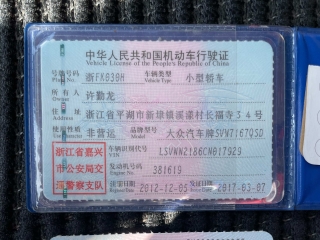 中华人民共和国机动车行驶证
Vehicle License of the People's Republic of China
号牌号码 浙FX830H 车辆类型 小型轿车
Plate No. Vehicle Type
所有人 许勤龙
Owner
住址 浙江省平湖市新埭镇溪漾村长福亭34号
Address
使用性质 非营运 品牌型号 大众汽车牌SVW7167QSD
Use Character Model
浙江省嘉兴市公安局交通警察支队
车辆识别代号 LSVNN2186CN017929
VIN
发动机号码 381619
Engine No.
注册日期 2012-12-05 发证日期 2017-03-07
Register Date Issue Date